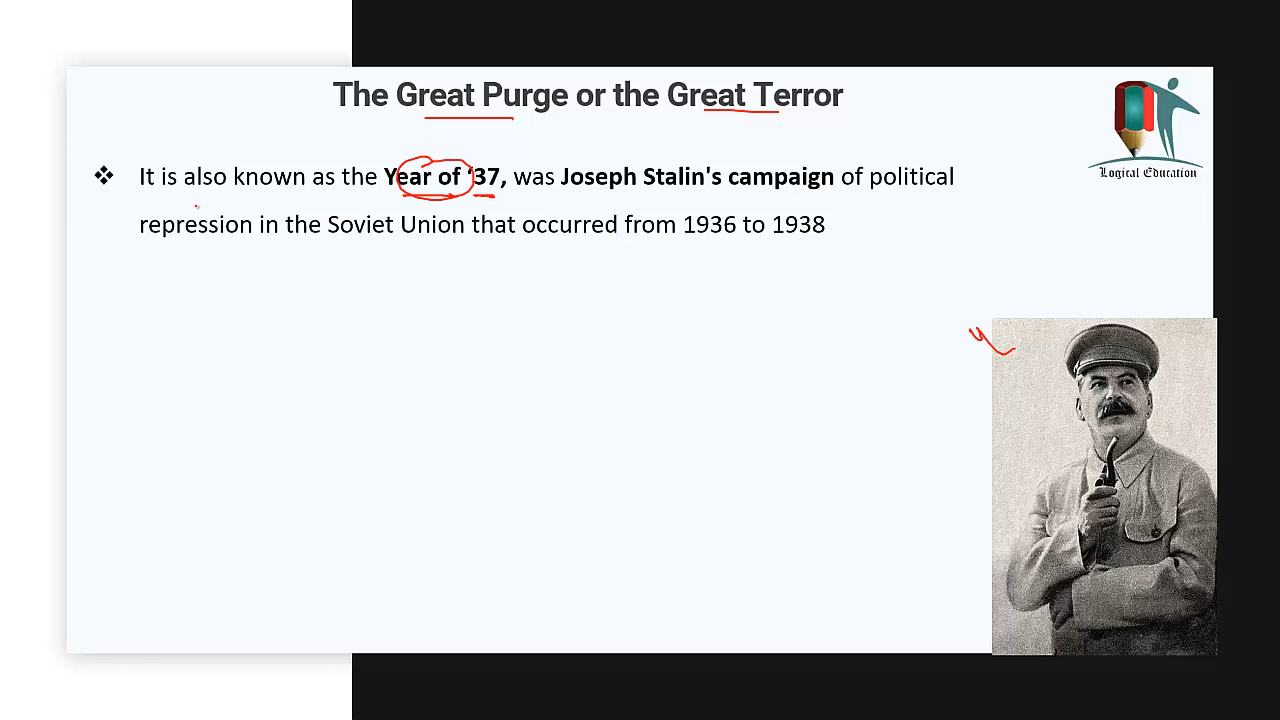 The Great Purge or the Great Terror
Logical Education
❖ It is also known as the Year of ‘37, was Joseph Stalin's campaign of political
repression in the Soviet Union that occurred from 1936 to 1938